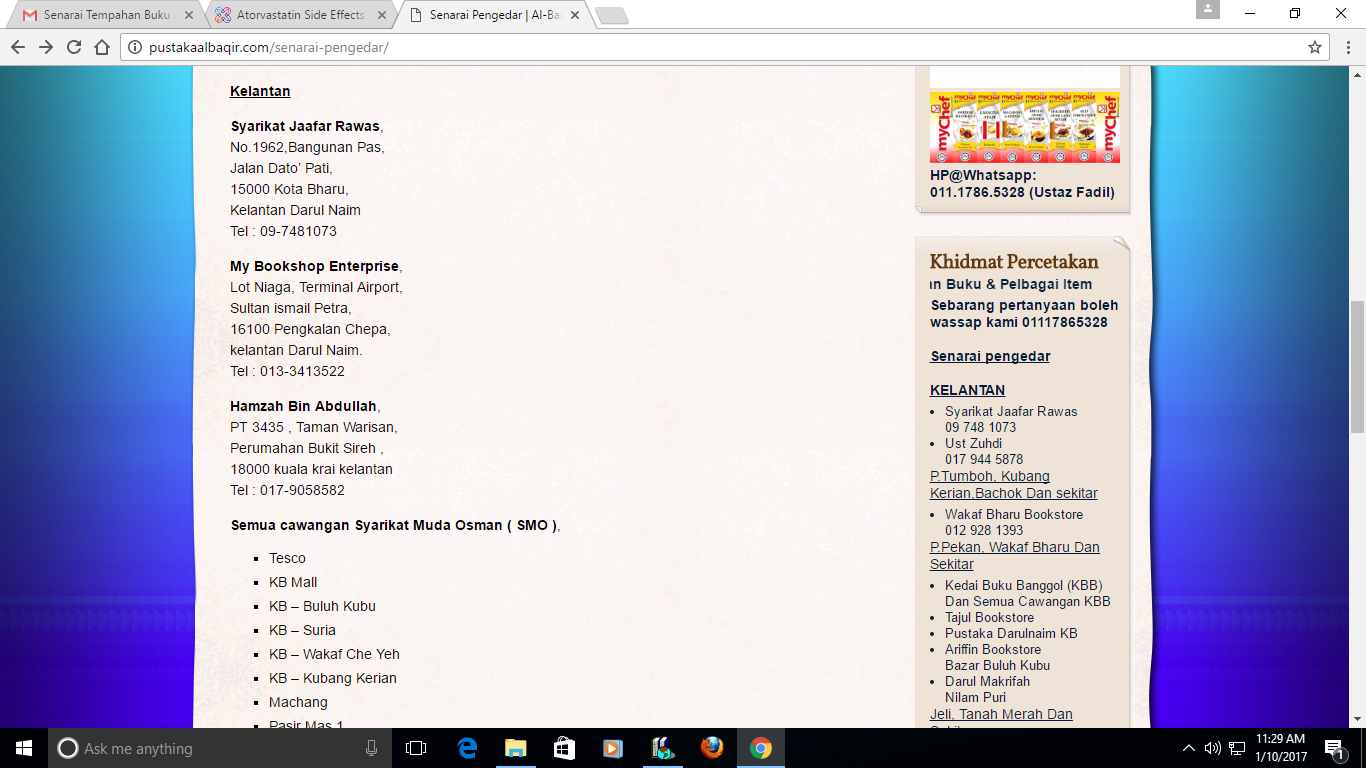 Senarai Tempahan Buku
Atorvastatin Side Effects
Senarai Pengedar | Al-Ba
pustakaalbaqir.com/senarai-pengedar/
Kelantan
Syarikat Jaafar Rawas,
No.1962,Bangunan Pas,
Jalan Dato’ Pati,
15000 Kota Bharu,
Kelantan Darul Naim
Tel : 09-7481073
My Bookshop Enterprise,
Lot Niaga, Terminal Airport,
Sultan ismail Petra,
16100 Pengkalan Chepa,
kelantan Darul Naim.
Tel : 013-3413522
Hamzah Bin Abdullah,
PT 3435 , Taman Warisan,
Perumahan Bukit Sireh ,
18000 kuala krai kelantan
Tel : 017-9058582
Semua cawangan Syarikat Muda Osman ( SMO ),
Tesco
KB Mall
KB – Buluh Kubu
KB – Suria
KB – Wakaf Che Yeh
KB – Kubang Kerian
Machang
Pasir Mas 1
myChef
myChef
HP@Whatsapp:
011.1786.5328 (Ustaz Fadil)
Khidmat Percetakan
an Buku & Pelbagai Item
Sebarang pertanyaan boleh
wassap kami 01117865328
Senarai pengedar
KELANTAN
Syarikat Jaafar Rawas
09 748 1073
Ust Zuhdi
017 944 5878
P.Tumboh, Kubang
Kerian,Bachok Dan sekitar
Wakaf Bharu Bookstore
012 928 1393
P.Pekan, Wakaf Bharu Dan
Sekitar
Kedai Buku Banggol (KBB)
Dan Semua Cawangan KBB
Tajul Bookstore
Pustaka Darulnaim KB
Ariffin Bookstore
Bazar Buluh Kubu
Darul Makrifah
Nilam Puri
Jeli, Tanah Merah Dan
Ask me anything
11:29 AM
1/10/2017
1